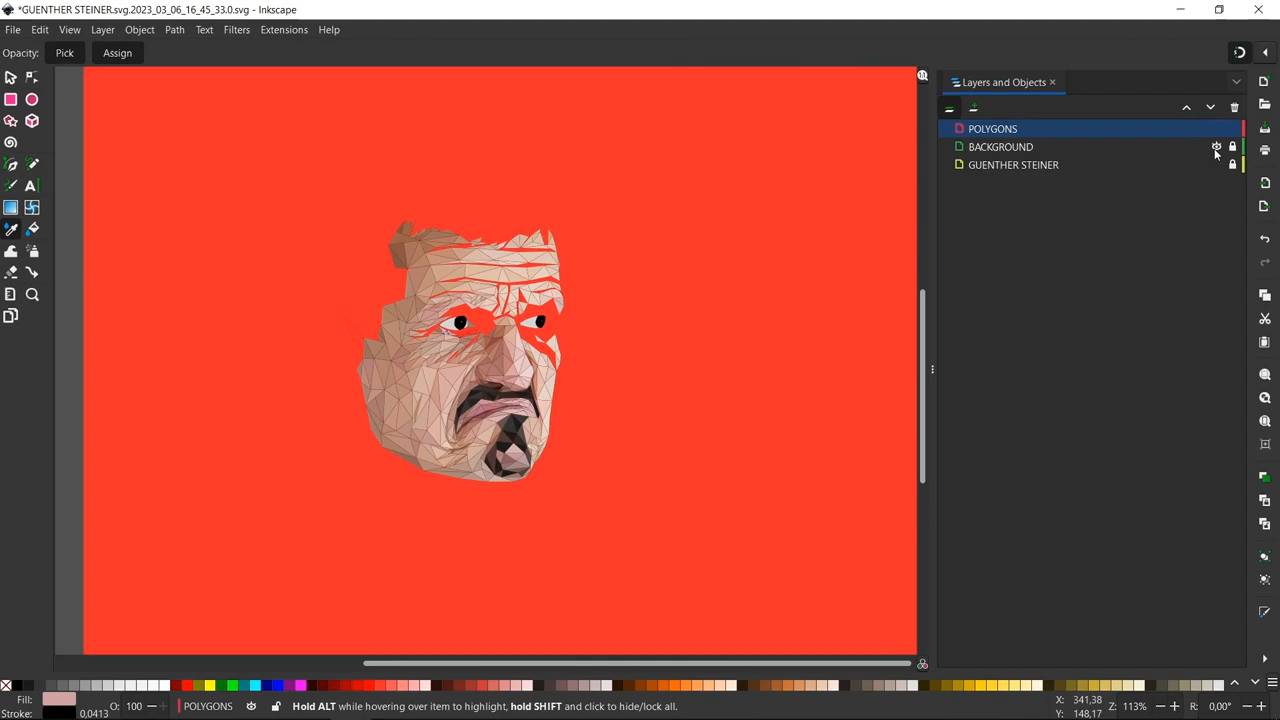 *GUENTHER STEINER.svg.2023_03_06_16_45_33.0.svg - Inkscape
File Edit View Layer Object Path Text Filters Extensions Help
Opacity: Pick Assign
Layers and Objects
POLYGONS
BACKGROUND
GUENTHER STEINER
Fill: O: 100 POLYGONS Hold ALT while hovering over item to highlight, hold SHIFT and click to hide/lock all. X: 341,38 Z: 113% R: 0,00°
0,0413 Y: 148,17